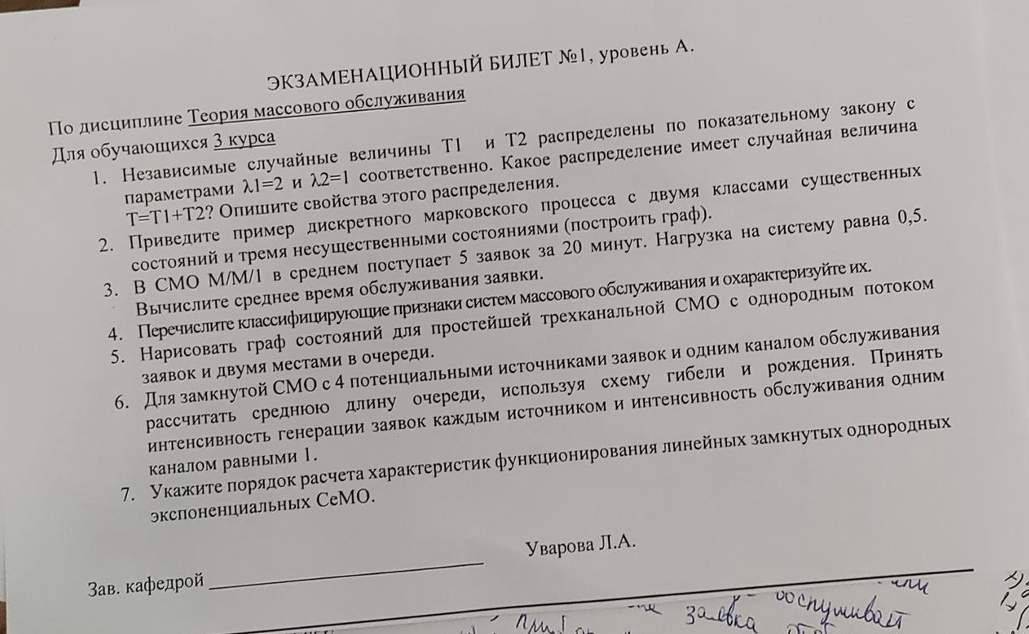 ЭКЗАМЕНАЦИОННЫЙ БИЛЕТ №1, уровень А.
По дисциплине Теория массового обслуживания
Для обучающихся 3 курса
1. Независимые случайные величины T1 и T2 распределены по показательному закону с
параметрами λ1=2 и λ2=1 соответственно. Какое распределение имеет случайная величина
T=T1+T2? Опишите свойства этого распределения.
2. Приведите пример дискретного марковского процесса с двумя классами существенных
состояний и тремя несущественными состояниями (построить граф).
3. В СМО M/M/1 в среднем поступает 5 заявок за 20 минут. Нагрузка на систему равна 0,5.
Вычислите среднее время обслуживания заявки.
4. Перечислите классифицирующие признаки систем массового обслуживания и охарактеризуйте их.
5. Нарисовать граф состояний для простейшей трехканальной СМО с однородным потоком
заявок и двумя местами в очереди.
6. Для замкнутой СМО с 4 потенциальными источниками заявок и одним каналом обслуживания
рассчитать среднюю длину очереди, используя схему гибели и рождения. Принять
интенсивность генерации заявок каждым источником и интенсивность обслуживания одним
каналом равными 1.
7. Укажите порядок расчета характеристик функционирования линейных замкнутых однородных
экспоненциальных СеМО.
Уварова Л.А.
Зав. кафедрой
заявка обслуживает